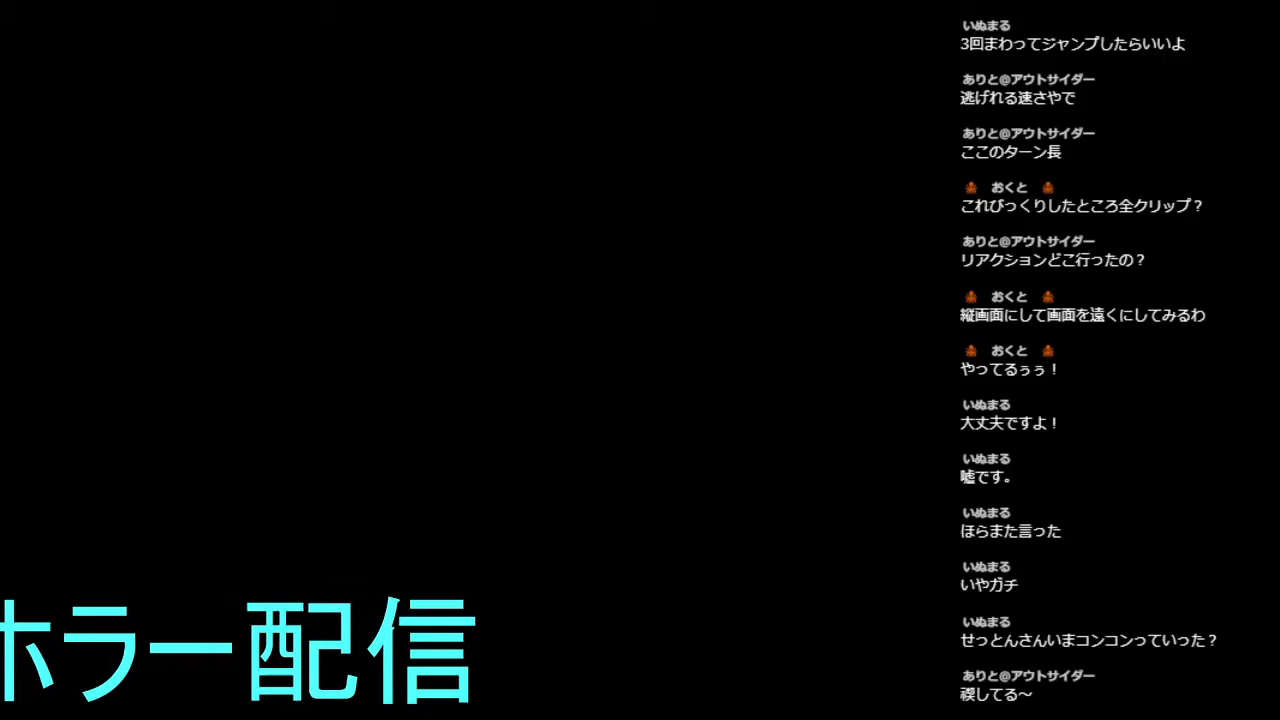 いぬまる
3回まわってジャンプしたらいいよ
ありと@アウトサイダー
逃げれる速さやで
ありと@アウトサイダー
ここのターン長
おくと
これびっくりしたところ全クリップ？
ありと@アウトサイダー
リアクションどこ行ったの？
おくと
縦画面にして画面を遠くにしてみるわ
おくと
やってるぅぅ！
いぬまる
大丈夫ですよ！
いぬまる
嘘です。
いぬまる
ほらまた言った
いぬまる
いやガチ
いぬまる
せっとんさんいまコンコンっていった？
ありと@アウトサイダー
禊してる～
ホラー配信